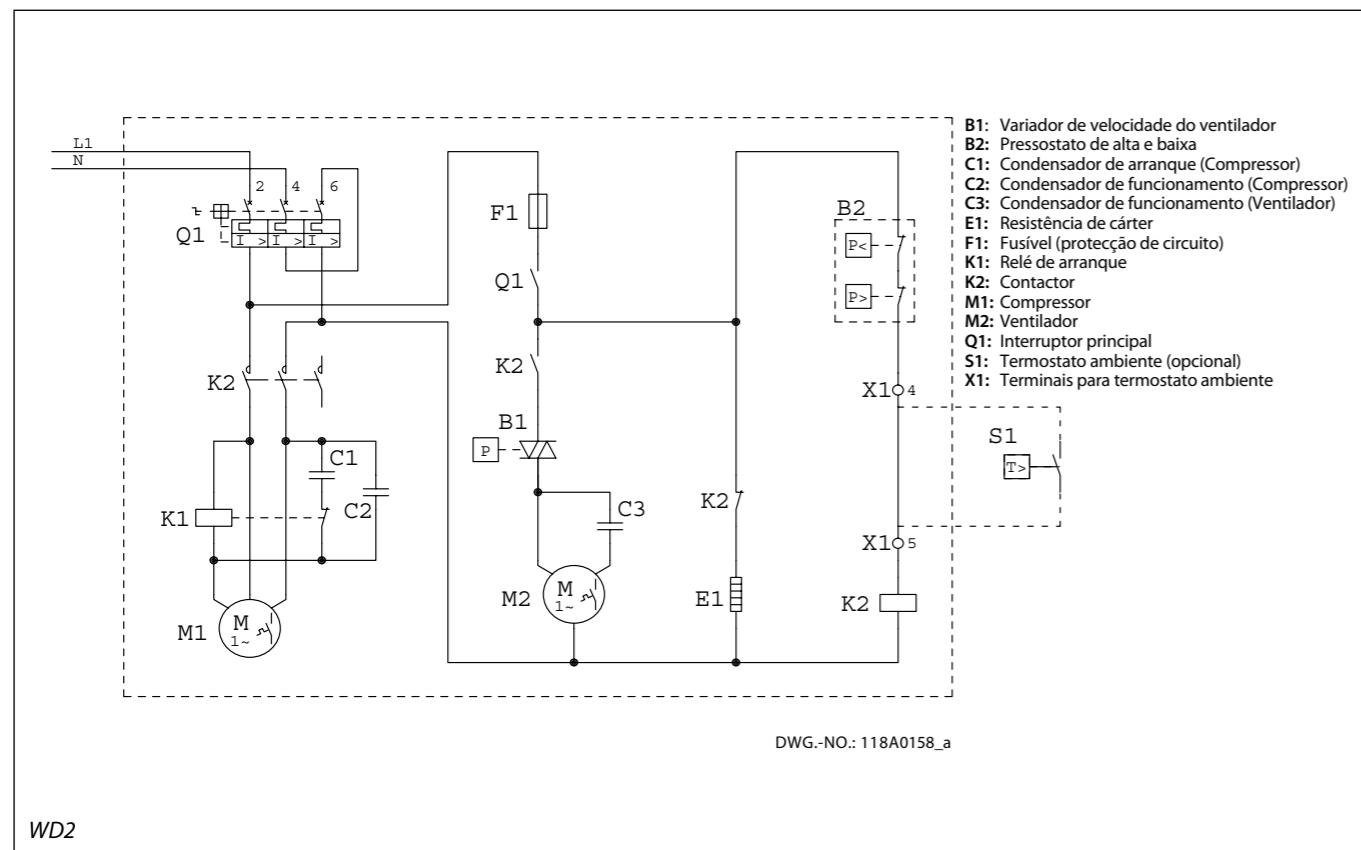 L1
N
2 4 6
Q1
I > I > I >
F1
Q1
B2
P<
P>
K2
K2
B1
P
X1 4
S1
T>
C1
C2
K1
C3
K2
X1 5
M2
M
1~
E1
K2
M1
M
1~
B1: Variador de velocidade do ventilador
B2: Pressostato de alta e baixa
C1: Condensador de arranque (Compressor)
C2: Condensador de funcionamento (Compressor)
C3: Condensador de funcionamento (Ventilador)
E1: Resistência de cárter
F1: Fusível (protecção de circuito)
K1: Relé de arranque
K2: Contactor
M1: Compressor
M2: Ventilador
Q1: Interruptor principal
S1: Termostato ambiente (opcional)
X1: Terminais para termostato ambiente
DWG.-NO.: 118A0158_a
WD2